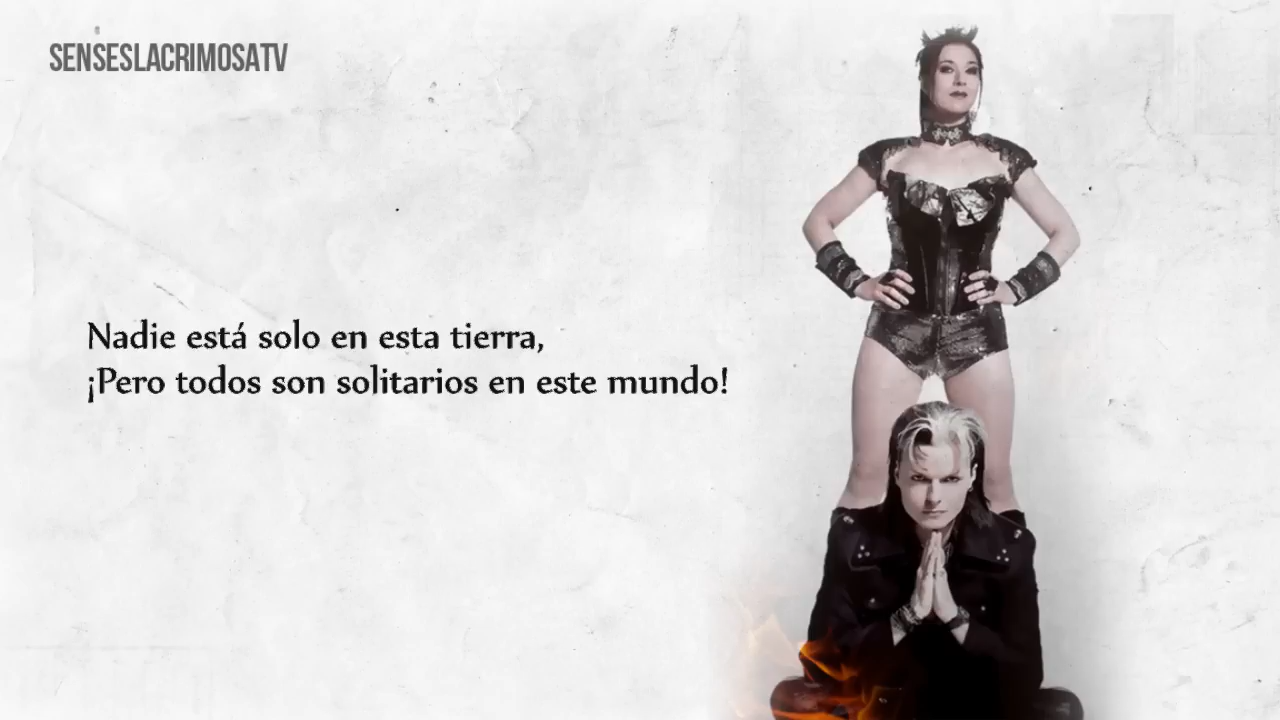 SENSESLACRIMOSATV
Nadie está solo en esta tierra,
¡Pero todos son solitarios en este mundo!